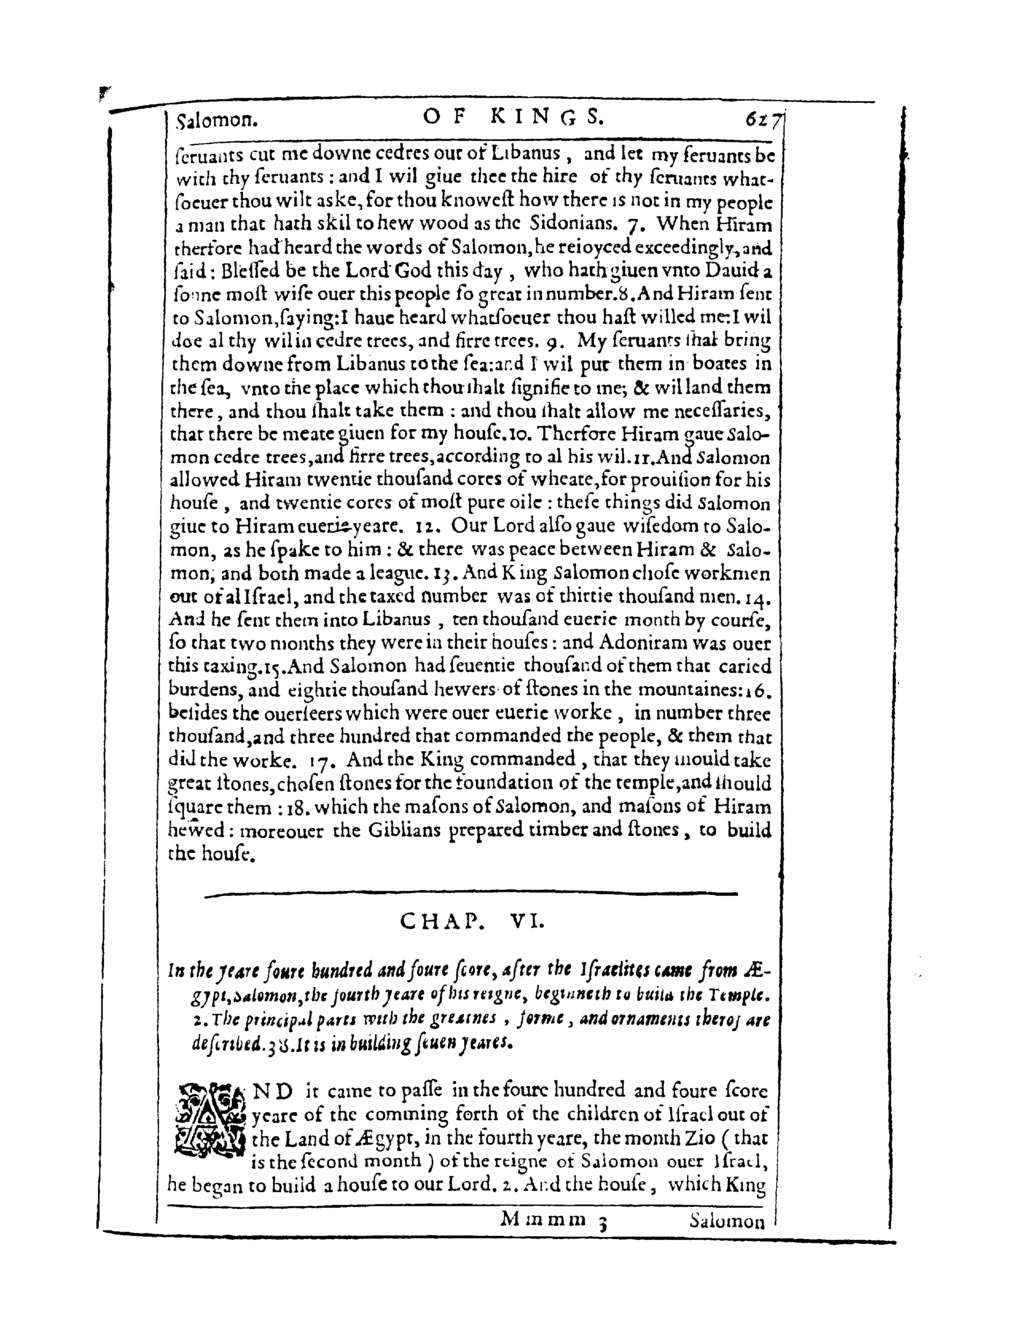 Salomon. OF KINGS. 627
ſeruants cut me downe cedres out of Libanus , and let my ſeruants be
with thy ſeruants : and I wil giue thee the hire of thy ſeruants what-
ſoeuer thou wilt aske, for thou knoweſt how there is not in my people
a man that hath skil to hew wood as the Sidonians. 7. When Hiram
therfore had heard the words of Salomon, he reioyced exceedingly, and
ſaid : Bleſſed be the Lord God this day , who hath giuen vnto Dauid a
ſonne moſt wiſe ouer this people ſo great in number. 8. And Hiram ſent
to Salomon, ſaying: I haue heard whatſoeuer thou haſt willed me: I wil
doe al thy wil in cedre trees, and firre trees. 9. My ſeruants ſhal bring
them downe from Libanus to the ſea: and I wil put them in boates in
the ſea, vnto the place which thou ſhalt ſignifie to me; & wil land them
there , and thou ſhalt take them : and thou ſhalt allow me neceſſaries,
that there be meate giuen for my houſe. 10. Therfore Hiram gaue Salo-
mon cedre trees, and firre trees, according to al his wil. 11. And Salomon
allowed Hiram twentie thouſand cores of wheate, for prouiſion for his
houſe , and twentie cores of moſt pure oile : theſe things did Salomon
giue to Hiram euerie yeare. 12. Our Lord alſo gaue wiſedom to Salo-
mon, as he ſpake to him : & there was peace between Hiram & Salo-
mon, and both made a league. 13. And King Salomon choſe workmen
out of al Iſrael, and the taxed number was of thirtie thouſand men. 14.
And he ſent them into Libanus , ten thouſand euerie month by courſe,
ſo that two months they were in their houſes : and Adoniram was ouer
this taxing. 15. And Salomon had ſeuentie thouſand of them that caried
burdens, and eightie thouſand hewers of ſtones in the mountaines: 16.
beſides the ouerſeers which were ouer euerie worke , in number three
thouſand, and three hundred that commanded the people, & them that
did the worke. 17. And the King commanded , that they ſhould take
great ſtones, choſen ſtones for the foundation of the temple, and ſhould
ſquare them : 18. which the maſons of Salomon, and maſons of Hiram
hewed : moreouer the Giblians prepared timber and ſtones , to build
the houſe.
CHAP. VI.
In the yeare foure hundred and foure ſcore, after the Iſraelites came from Æ-
gypt, Salomon, the fourth yeare of his reigne, beginneth to build the Temple.
2. The principal parts with the greatnes , forme , and ornaments therof are
deſcribed. 38. It is in building ſeuen yeares.
AND it came to paſſe in the foure hundred and foure ſcore
yeare of the comming forth of the children of Iſrael out of
the Land of Ægypt, in the fourth yeare, the month Zio ( that
is the ſecond month ) of the reigne of Salomon ouer Iſrael,
he began to build a houſe to our Lord. 2. And the houſe , which King
Mmmm 3 Salomon